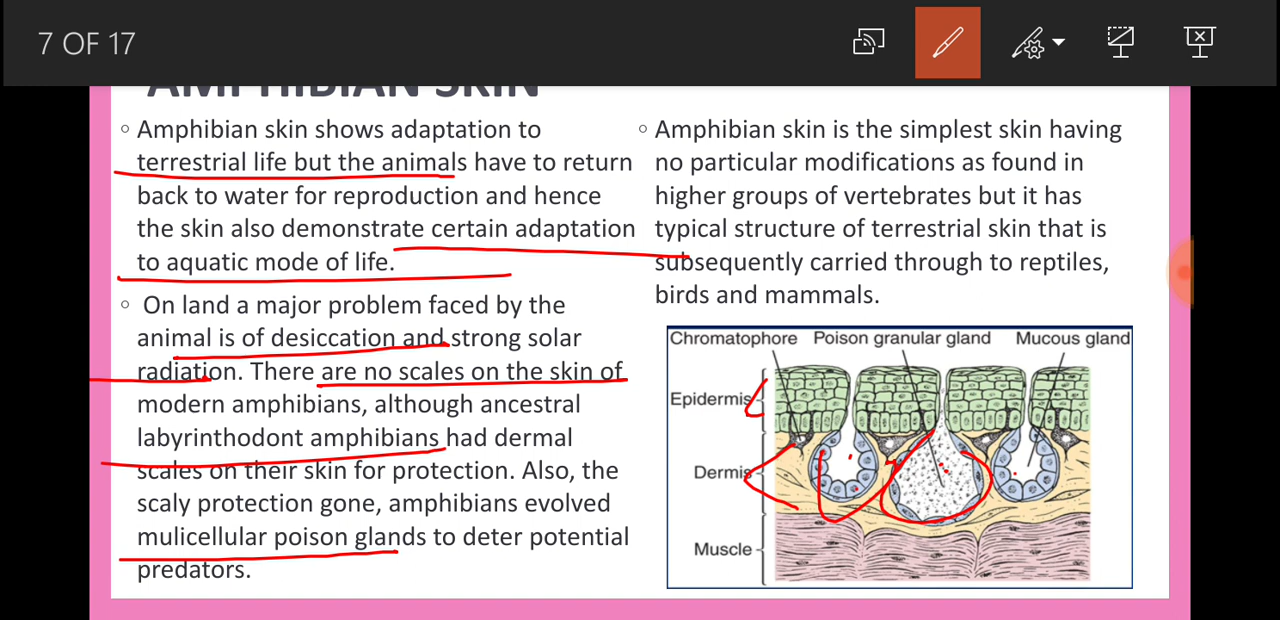 7 OF 17
AMPHIBIAN SKIN
◦ Amphibian skin shows adaptation to
terrestrial life but the animals have to return
back to water for reproduction and hence
the skin also demonstrate certain adaptation
to aquatic mode of life.
◦ On land a major problem faced by the
animal is of desiccation and strong solar
radiation. There are no scales on the skin of
modern amphibians, although ancestral
labyrinthodont amphibians had dermal
scales on their skin for protection. Also, the
scaly protection gone, amphibians evolved
mulicellular poison glands to deter potential
predators.
◦ Amphibian skin is the simplest skin having
no particular modifications as found in
higher groups of vertebrates but it has
typical structure of terrestrial skin that is
subsequently carried through to reptiles,
birds and mammals.
Chromatophore Poison granular gland Mucous gland
Epidermis
Dermis
Muscle